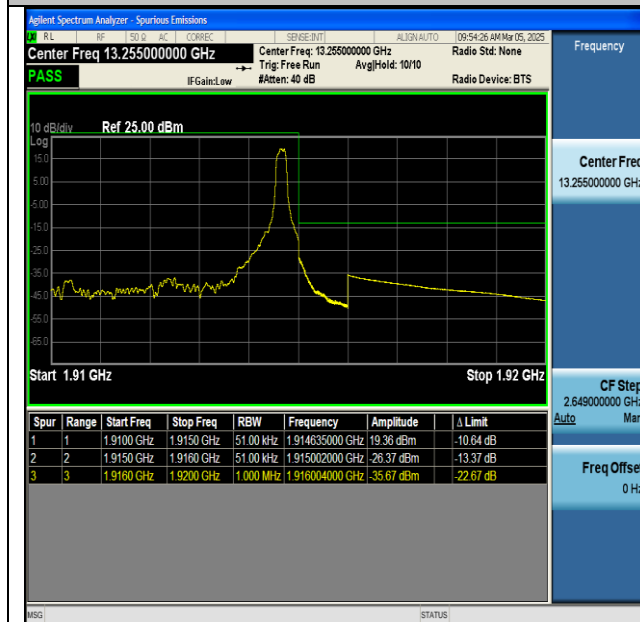 Agilent Spectrum Analyzer - Spurious Emissions
RL RF 50 Ω AC CORREC SENSE:INT ALIGN AUTO 09:54:26 AM Mar 05, 2025
Center Freq 13.255000000 GHz Center Freq: 13.255000000 GHz Radio Std: None
Trig: Free Run Avg|Hold: 10/10
PASS IFGain:Low #Atten: 40 dB Radio Device: BTS
Frequency
10 dB/div Ref 25.00 dBm
Log
15.0
5.00
-5.00
-15.0
-25.0
-35.0
-45.0
-55.0
-65.0
Start 1.91 GHz Stop 1.92 GHz
Spur Range Start Freq Stop Freq RBW Frequency Amplitude Δ Limit
1 1 1.9100 GHz 1.9150 GHz 51.00 kHz 1.914635000 GHz 19.36 dBm -10.64 dB
2 2 1.9150 GHz 1.9160 GHz 51.00 kHz 1.915002000 GHz -26.37 dBm -13.37 dB
3 3 1.9160 GHz 1.9200 GHz 1.000 MHz 1.916004000 GHz -35.67 dBm -22.67 dB
Center Freq
13.255000000 GHz
CF Step
2.649000000 GHz
Auto Man
Freq Offset
0 Hz
MSG STATUS